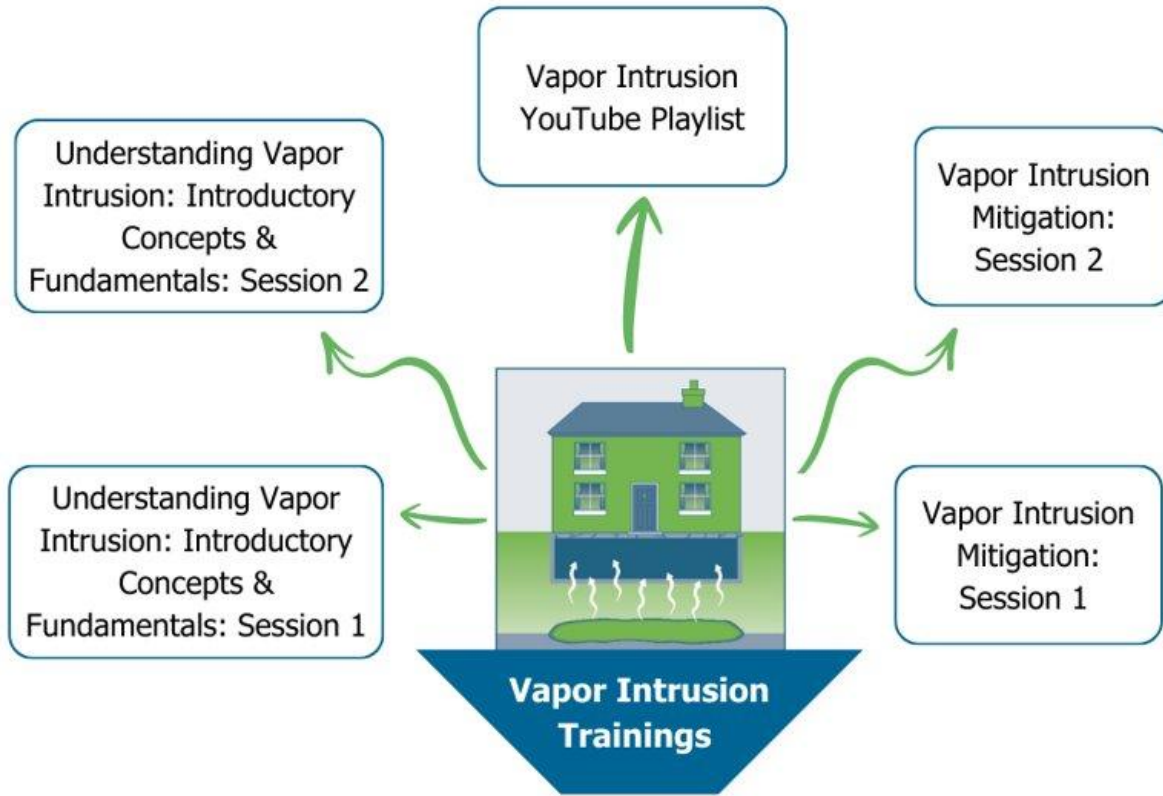 Vapor Intrusion
YouTube Playlist
Understanding Vapor
Intrusion: Introductory
Concepts &
Fundamentals: Session 2
Vapor Intrusion
Mitigation:
Session 2
Understanding Vapor
Intrusion: Introductory
Concepts &
Fundamentals: Session 1
Vapor Intrusion
Mitigation:
Session 1
Vapor Intrusion
Trainings